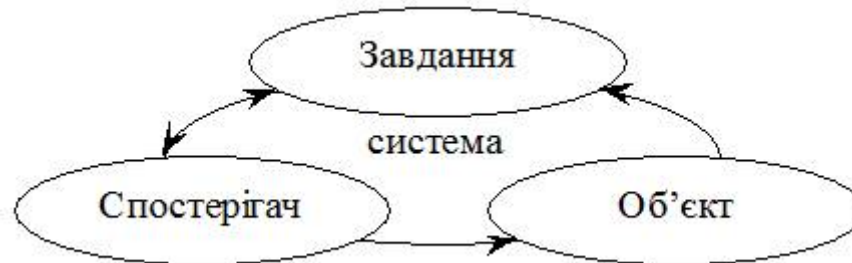 Завдання
система
Спостерігач
Об’єкт